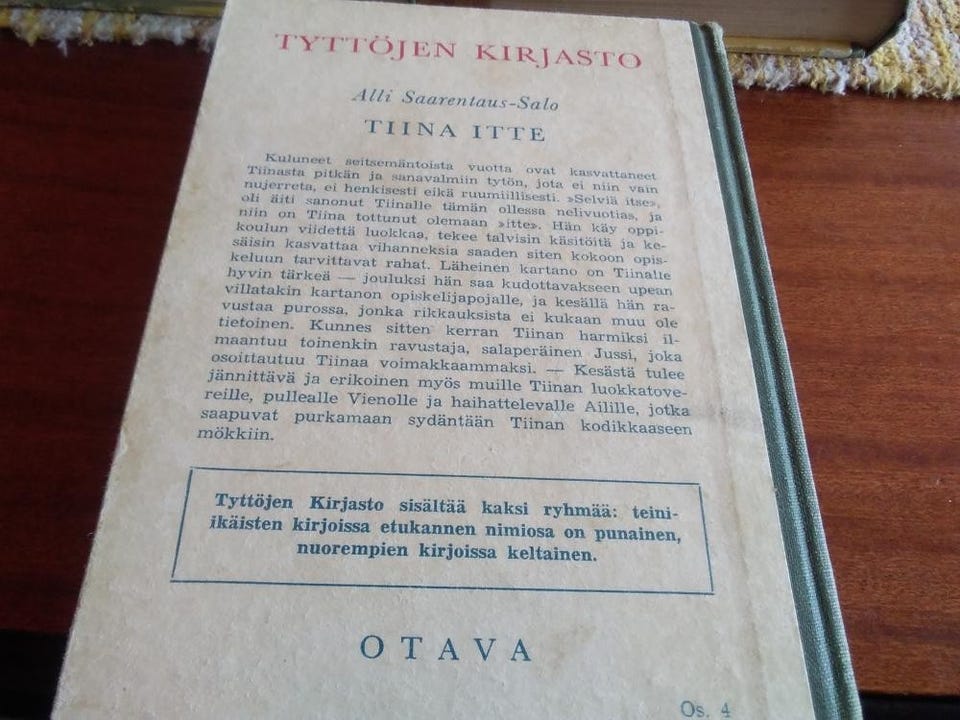 TYTTÖJEN KIRJASTO
Alli Saarentaus-Salo
TIINA ITTE
Kuluneet seitsemäntoista vuotta ovat kasvattaneet
Tiinasta pitkän ja sanavalmiin tytön, jota ei niin vain
nujerreta, ei henkisesti eikä ruumiillisesti. »Selviä itse»,
oli äiti sanonut Tiinalle tämän ollessa nelivuotias, ja
niin on Tiina tottunut olemaan »itte». Hän käy oppi-
koulun viidettä luokkaa, tekee talvisin käsitöitä ja ke-
säisin kasvattaa vihanneksia saaden siten kokoon opis-
keluun tarvittavat rahat. Läheinen kartano on Tiinalle
hyvin tärkeä — jouluksi hän saa kudottavakseen upean
villatakin kartanon opiskelijapojalle, ja kesällä hän ra-
vustaa purossa, jonka rikkauksista ei kukaan muu ole
tietoinen. Kunnes sitten kerran Tiinan harmiksi il-
maantuu toinenkin ravustaja, salaperäinen Jussi, joka
osoittautuu Tiinaa voimakkaammaksi. — Kesästä tulee
jännittävä ja erikoinen myös muille Tiinan luokkatove-
reille, pullealle Vienolle ja haihattelevalle Ailille, jotka
saapuvat purkamaan sydäntään Tiinan kodikkaaseen
mökkiin.
Tyttöjen Kirjasto sisältää kaksi ryhmää: teini-
ikäisten kirjoissa etukannen nimiosa on punainen,
nuorempien kirjoissa keltainen.
OTAVA
Os. 4